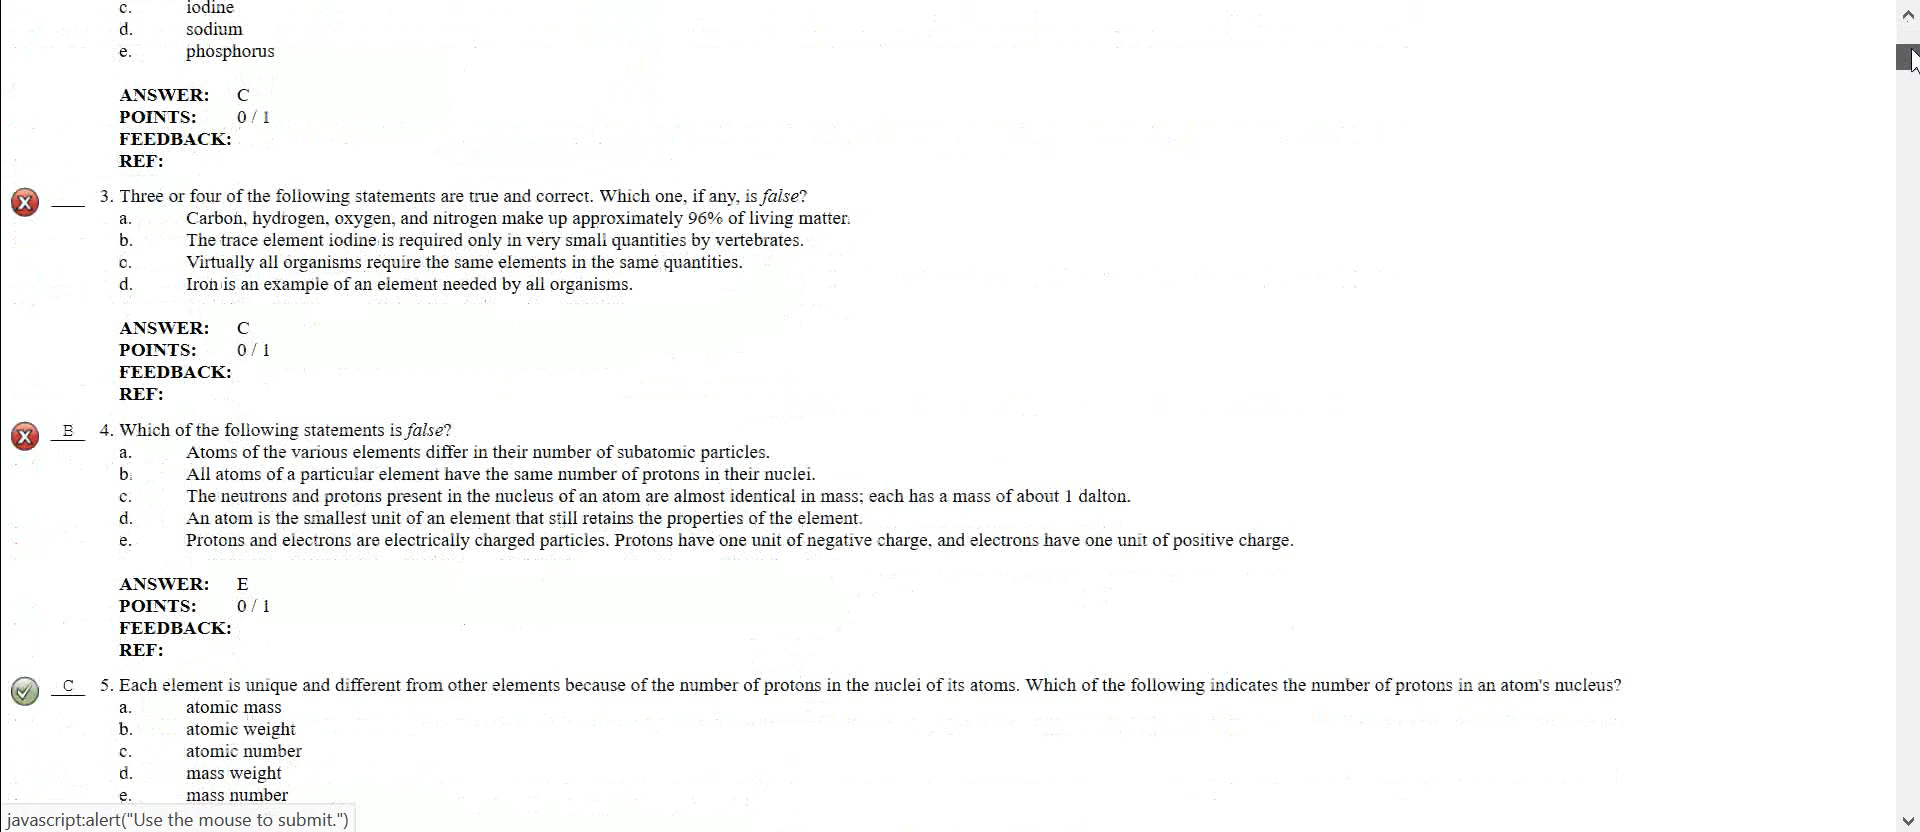 c. iodine
d. sodium
e. phosphorus
ANSWER: C
POINTS: 0 / 1
FEEDBACK:
REF:
3. Three or four of the following statements are true and correct. Which one, if any, is false?
a. Carbon, hydrogen, oxygen, and nitrogen make up approximately 96% of living matter.
b. The trace element iodine is required only in very small quantities by vertebrates.
c. Virtually all organisms require the same elements in the same quantities.
d. Iron is an example of an element needed by all organisms.
ANSWER: C
POINTS: 0 / 1
FEEDBACK:
REF:
B 4. Which of the following statements is false?
a. Atoms of the various elements differ in their number of subatomic particles.
b. All atoms of a particular element have the same number of protons in their nuclei.
c. The neutrons and protons present in the nucleus of an atom are almost identical in mass; each has a mass of about 1 dalton.
d. An atom is the smallest unit of an element that still retains the properties of the element.
e. Protons and electrons are electrically charged particles. Protons have one unit of negative charge, and electrons have one unit of positive charge.
ANSWER: E
POINTS: 0 / 1
FEEDBACK:
REF:
C 5. Each element is unique and different from other elements because of the number of protons in the nuclei of its atoms. Which of the following indicates the number of protons in an atom's nucleus?
a. atomic mass
b. atomic weight
c. atomic number
d. mass weight
e. mass number
javascript:alert("Use the mouse to submit.")